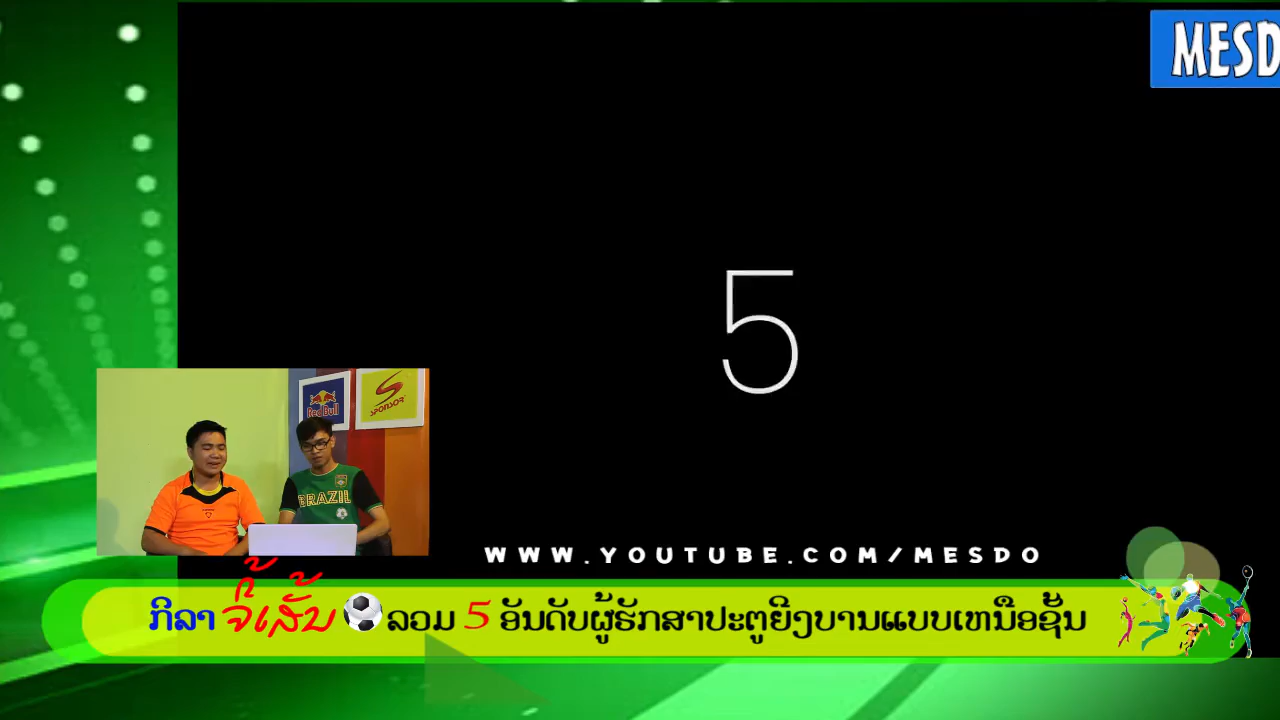 MESD
5
Red Bull
SPONSOR
BRAZIL
WWW.YOUTUBE.COM/MESDO
ກິລາ ຈີ້ເສັ້ນ ລວມ 5 ອັນດັບຜູ້ຮັກສາປະຕູຍິງບານແບບເຫນືອຊັ້ນ